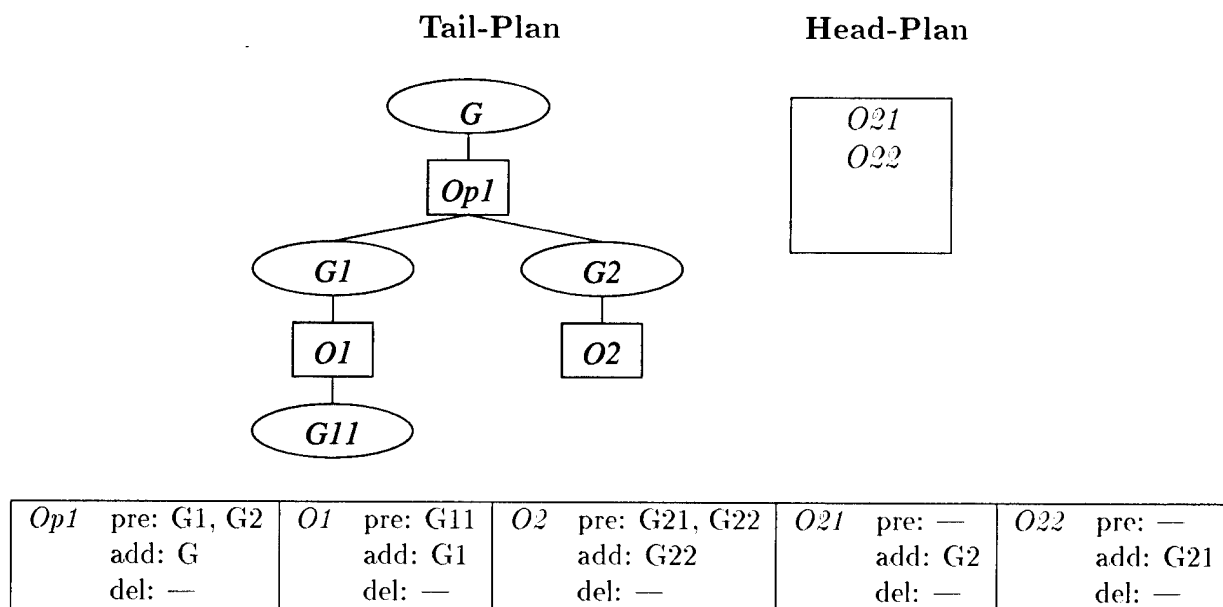 Tail-Plan Head-Plan
G
O21
O22
Op1
G1 G2
O1 O2
G11
Op1 pre: G1, G2 O1 pre: G11 O2 pre: G21, G22 O21 pre: — O22 pre: —
add: G add: G1 add: G22 add: G2 add: G21
del: — del: — del: — del: — del: —